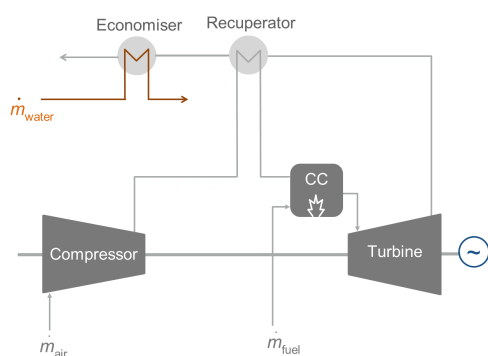 Economiser
Recuperator
ṁwater
CC
Compressor
Turbine
~
ṁair
ṁfuel